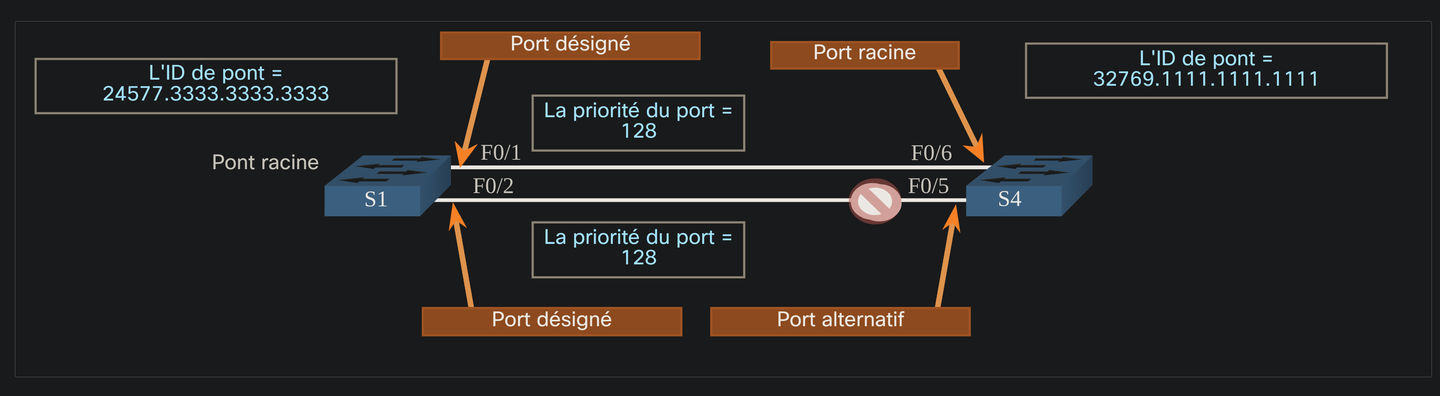 Port désigné
Port racine
L'ID de pont =
24577.3333.3333.3333
L'ID de pont =
32769.1111.1111.1111
La priorité du port =
128
Pont racine
F0/1
F0/6
F0/2
F0/5
S1
S4
La priorité du port =
128
Port désigné
Port alternatif